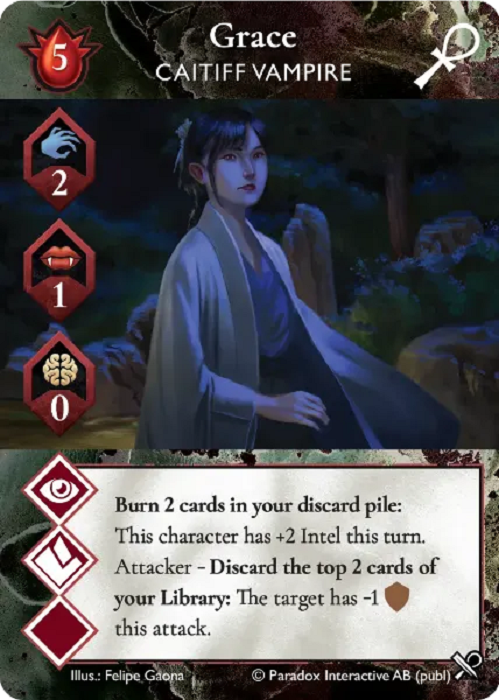 5
Grace
CAITIFF VAMPIRE
2
1
0
Burn 2 cards in your discard pile:
This character has +2 Intel this turn.
Attacker - Discard the top 2 cards of
your Library: The target has -1
this attack.
Illus.: Felipe Gaona
© Paradox Interactive AB (publ)